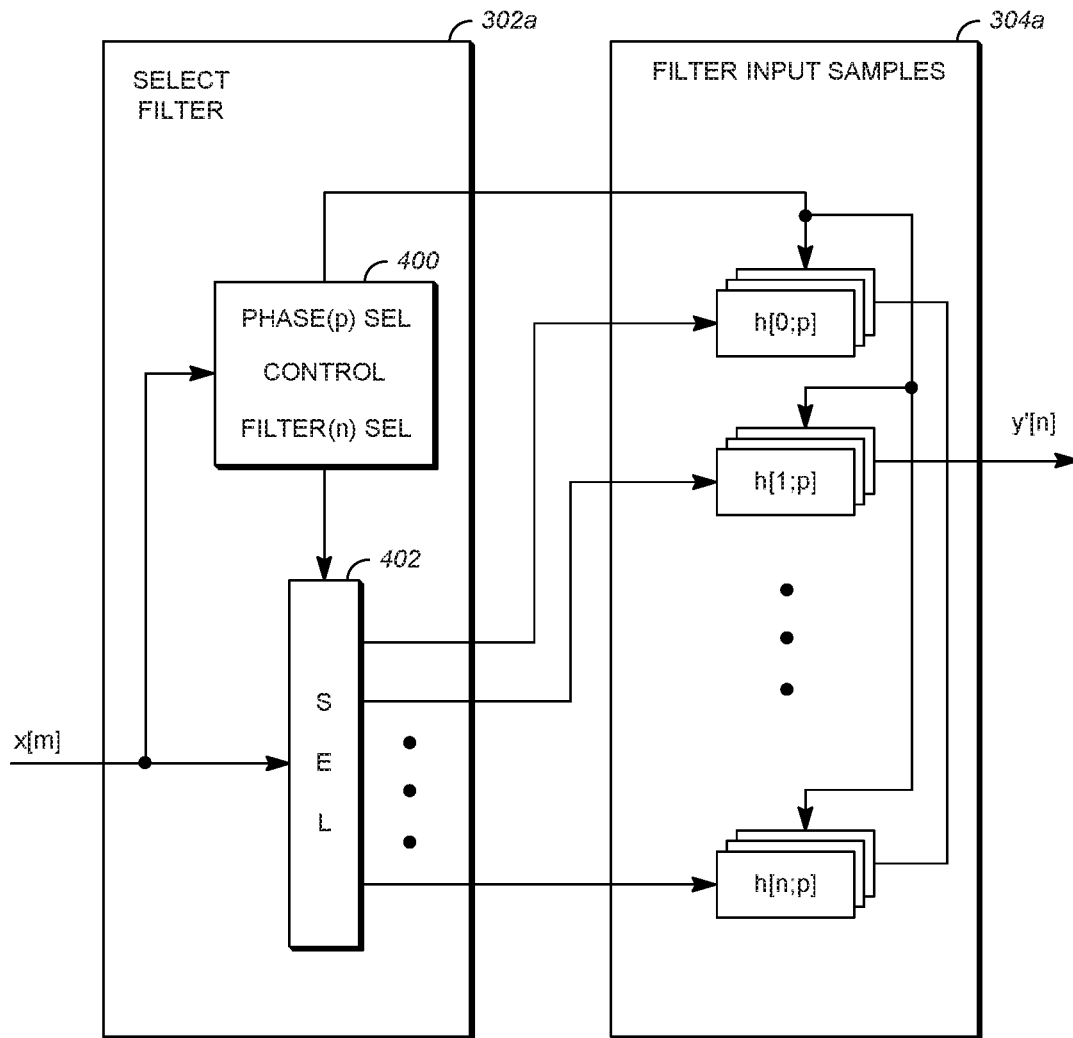 302a
304a
SELECT
FILTER
FILTER INPUT SAMPLES
400
PHASE(p) SEL
CONTROL
FILTER(n) SEL
h[0;p]
h[1;p]
y'[n]
402
S
E
L
x[m]
h[n;p]